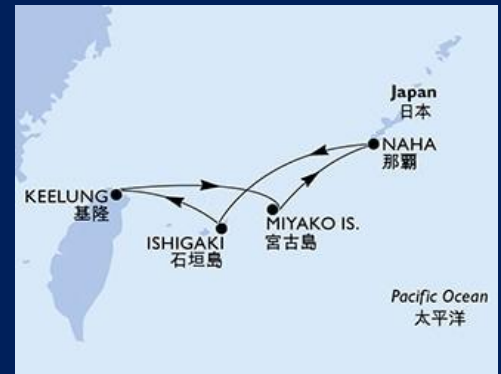 Japan
日本
NAHA
那覇
KEELUNG
基隆
MIYAKO IS.
宮古島
ISHIGAKI
石垣島
Pacific Ocean
太平洋